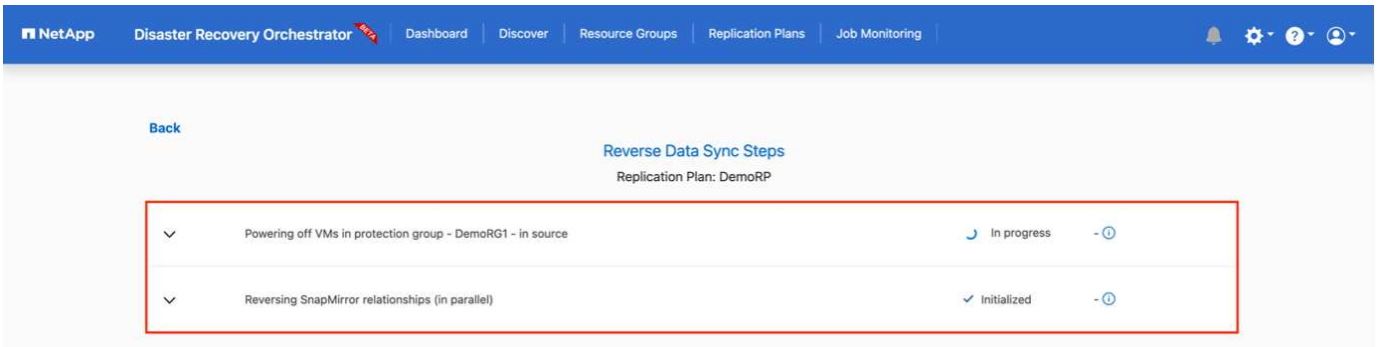 NetApp Disaster Recovery Orchestrator BETA Dashboard Discover Resource Groups Replication Plans Job Monitoring
Back
Reverse Data Sync Steps
Replication Plan: DemoRP
Powering off VMs in protection group - DemoRG1 - in source In progress -
Reversing SnapMirror relationships (in parallel) Initialized -